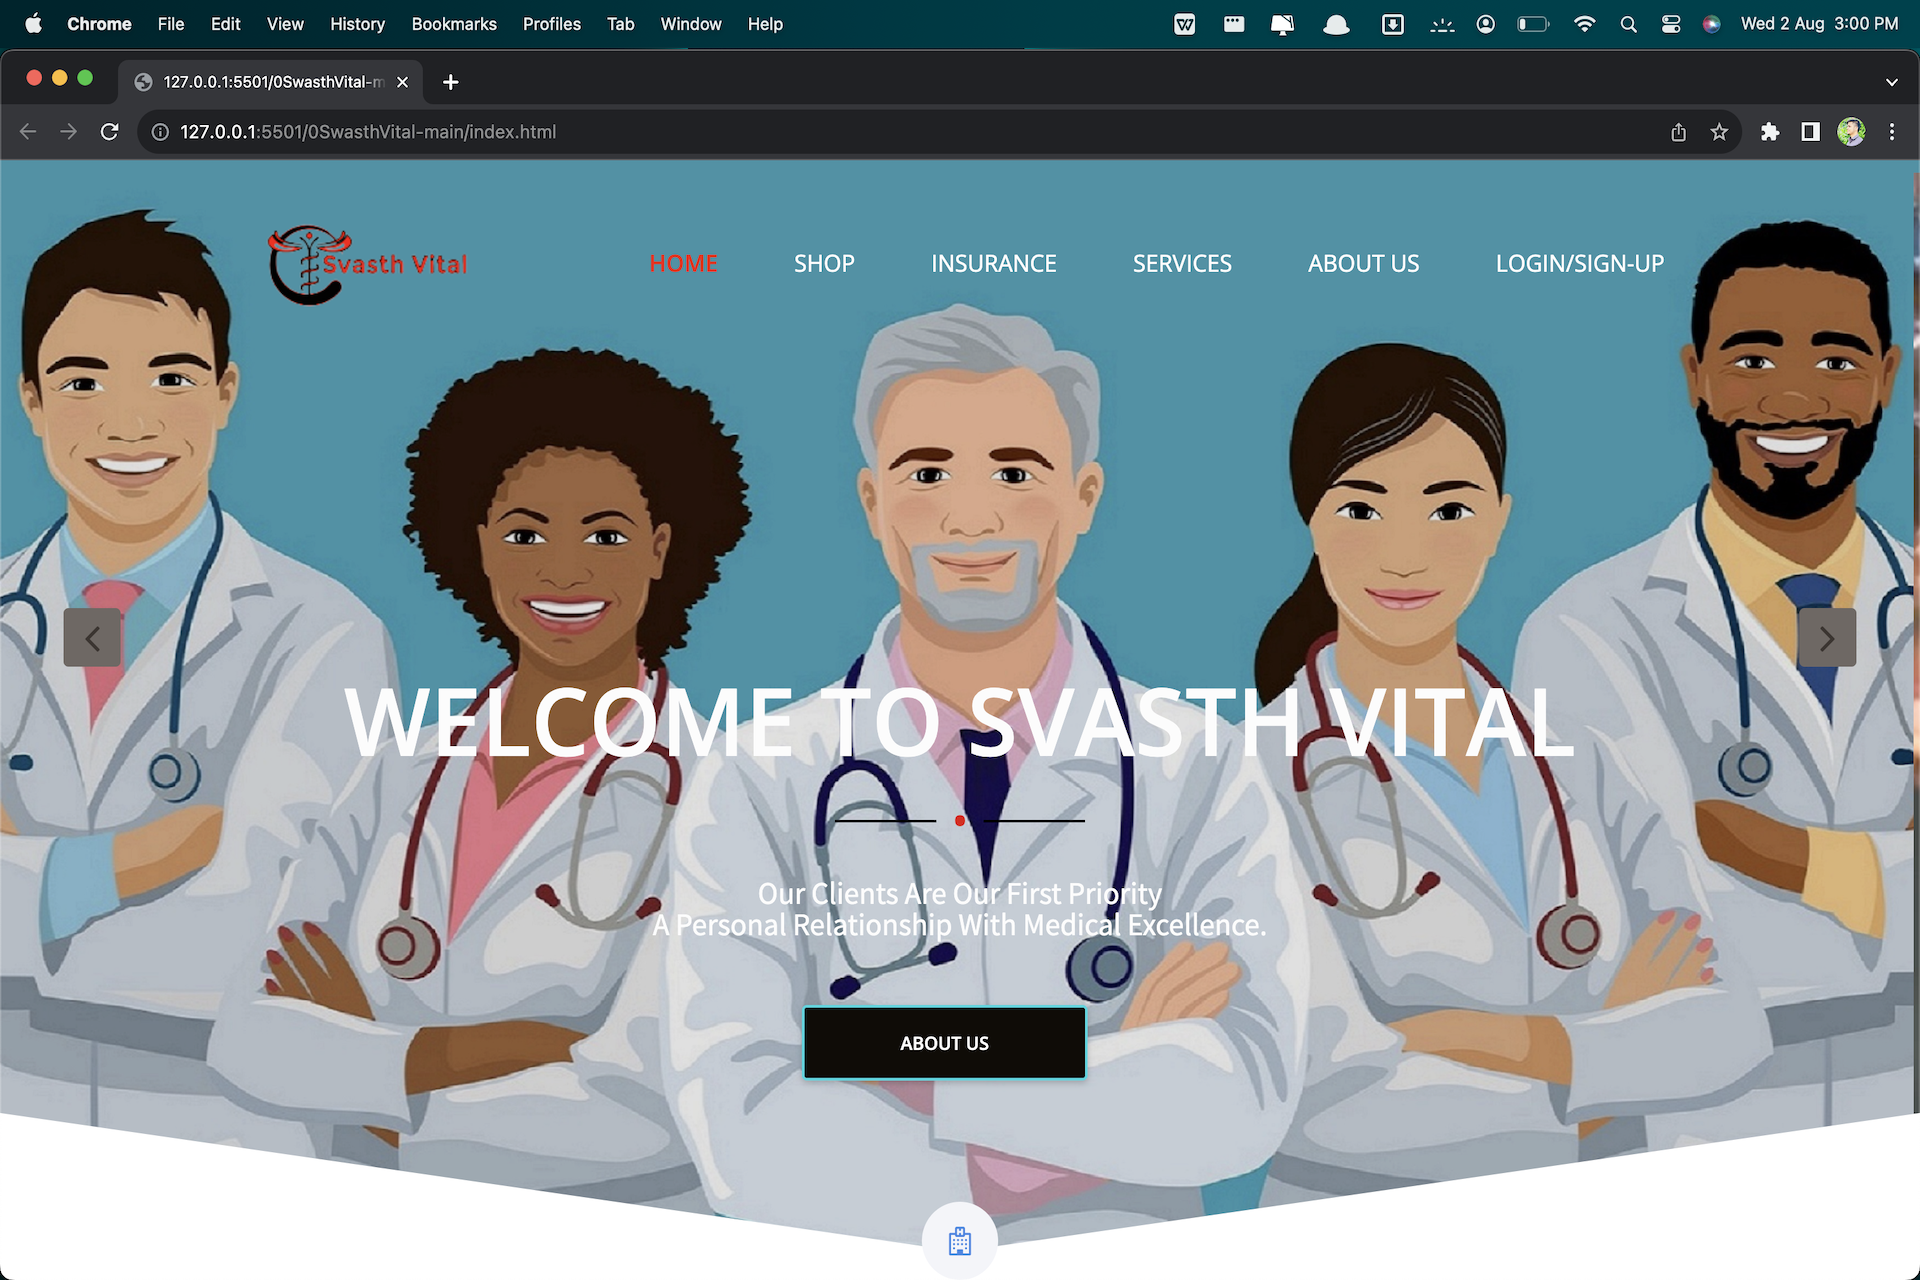 Chrome File Edit View History Bookmarks Profiles Tab Window Help Wed 2 Aug 3:00 PM
127.0.0.1:5501/0SwasthVital-m
127.0.0.1:5501/0SwasthVital-main/index.html
Svasth Vital HOME SHOP INSURANCE SERVICES ABOUT US LOGIN/SIGN-UP
WELCOME TO SVASTH VITAL
Our Clients Are Our First Priority
A Personal Relationship With Medical Excellence.
ABOUT US